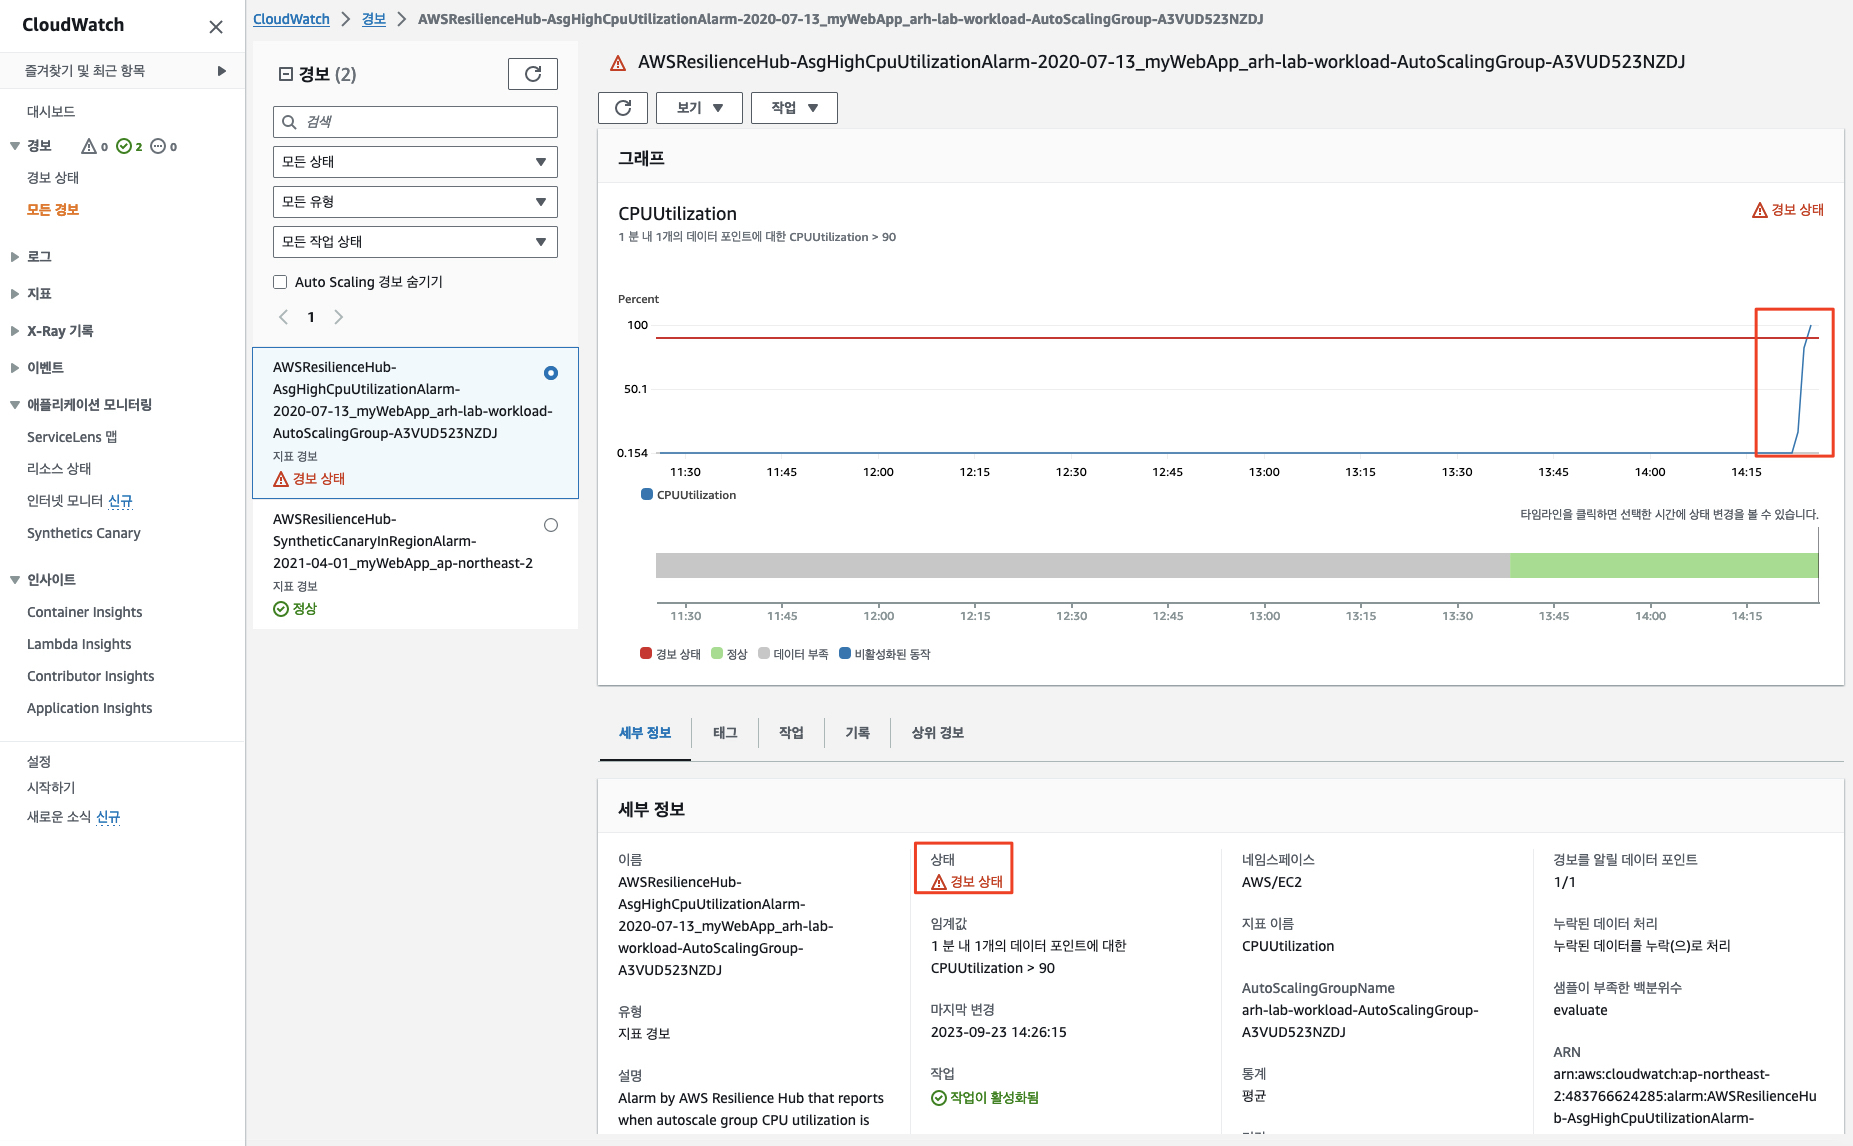 CloudWatch
즐겨찾기 및 최근 항목
대시보드
경보 0 2 0
경보 상태
모든 경보
로그
지표
X-Ray 기록
이벤트
애플리케이션 모니터링
ServiceLens 맵
리소스 상태
인터넷 모니터 신규
Synthetics Canary
인사이트
Container Insights
Lambda Insights
Contributor Insights
Application Insights
설정
시작하기
새로운 소식 신규
CloudWatch > 경보 > AWSResilienceHub-AsgHighCpuUtilizationAlarm-2020-07-13_myWebApp_arh-lab-workload-AutoScalingGroup-A3VUD523NZDJ
경보 (2)
검색
모든 상태
모든 유형
모든 작업 상태
Auto Scaling 경보 숨기기
1
AWSResilienceHub-
AsgHighCpuUtilizationAlarm-
2020-07-13_myWebApp_arh-lab-workload-
AutoScalingGroup-A3VUD523NZDJ
지표 경보
경보 상태
AWSResilienceHub-
SyntheticCanaryInRegionAlarm-
2021-04-01_myWebApp_ap-northeast-2
지표 경보
정상
AWSResilienceHub-AsgHighCpuUtilizationAlarm-2020-07-13_myWebApp_arh-lab-workload-AutoScalingGroup-A3VUD523NZDJ
보기 작업
그래프
CPUUtilization
경보 상태
1 분 내 1개의 데이터 포인트에 대한 CPUUtilization > 90
Percent
100
50.1
0.154
11:30 11:45 12:00 12:15 12:30 12:45 13:00 13:15 13:30 13:45 14:00 14:15
CPUUtilization
타임라인을 클릭하면 선택한 시간에 상태 변경을 볼 수 있습니다.
11:30 11:45 12:00 12:15 12:30 12:45 13:00 13:15 13:30 13:45 14:00 14:15
경보 상태 정상 데이터 부족 비활성화된 동작
세부 정보 태그 작업 기록 상위 경보
세부 정보
이름
AWSResilienceHub-
AsgHighCpuUtilizationAlarm-
2020-07-13_myWebApp_arh-lab-
workload-AutoScalingGroup-
A3VUD523NZDJ
유형
지표 경보
설명
Alarm by AWS Resilience Hub that reports
when autoscale group CPU utilization is
상태
경보 상태
임계값
1 분 내 1개의 데이터 포인트에 대한
CPUUtilization > 90
마지막 변경
2023-09-23 14:26:15
작업
작업이 활성화됨
네임스페이스
AWS/EC2
지표 이름
CPUUtilization
AutoScalingGroupName
arh-lab-workload-AutoScalingGroup-
A3VUD523NZDJ
통계
평균
경보를 알릴 데이터 포인트
1/1
누락된 데이터 처리
누락된 데이터를 누락(으)로 처리
샘플이 부족한 백분위수
evaluate
ARN
arn:aws:cloudwatch:ap-northeast-
2:483766624285:alarm:AWSResilienceHu
b-AsgHighCpuUtilizationAlarm-